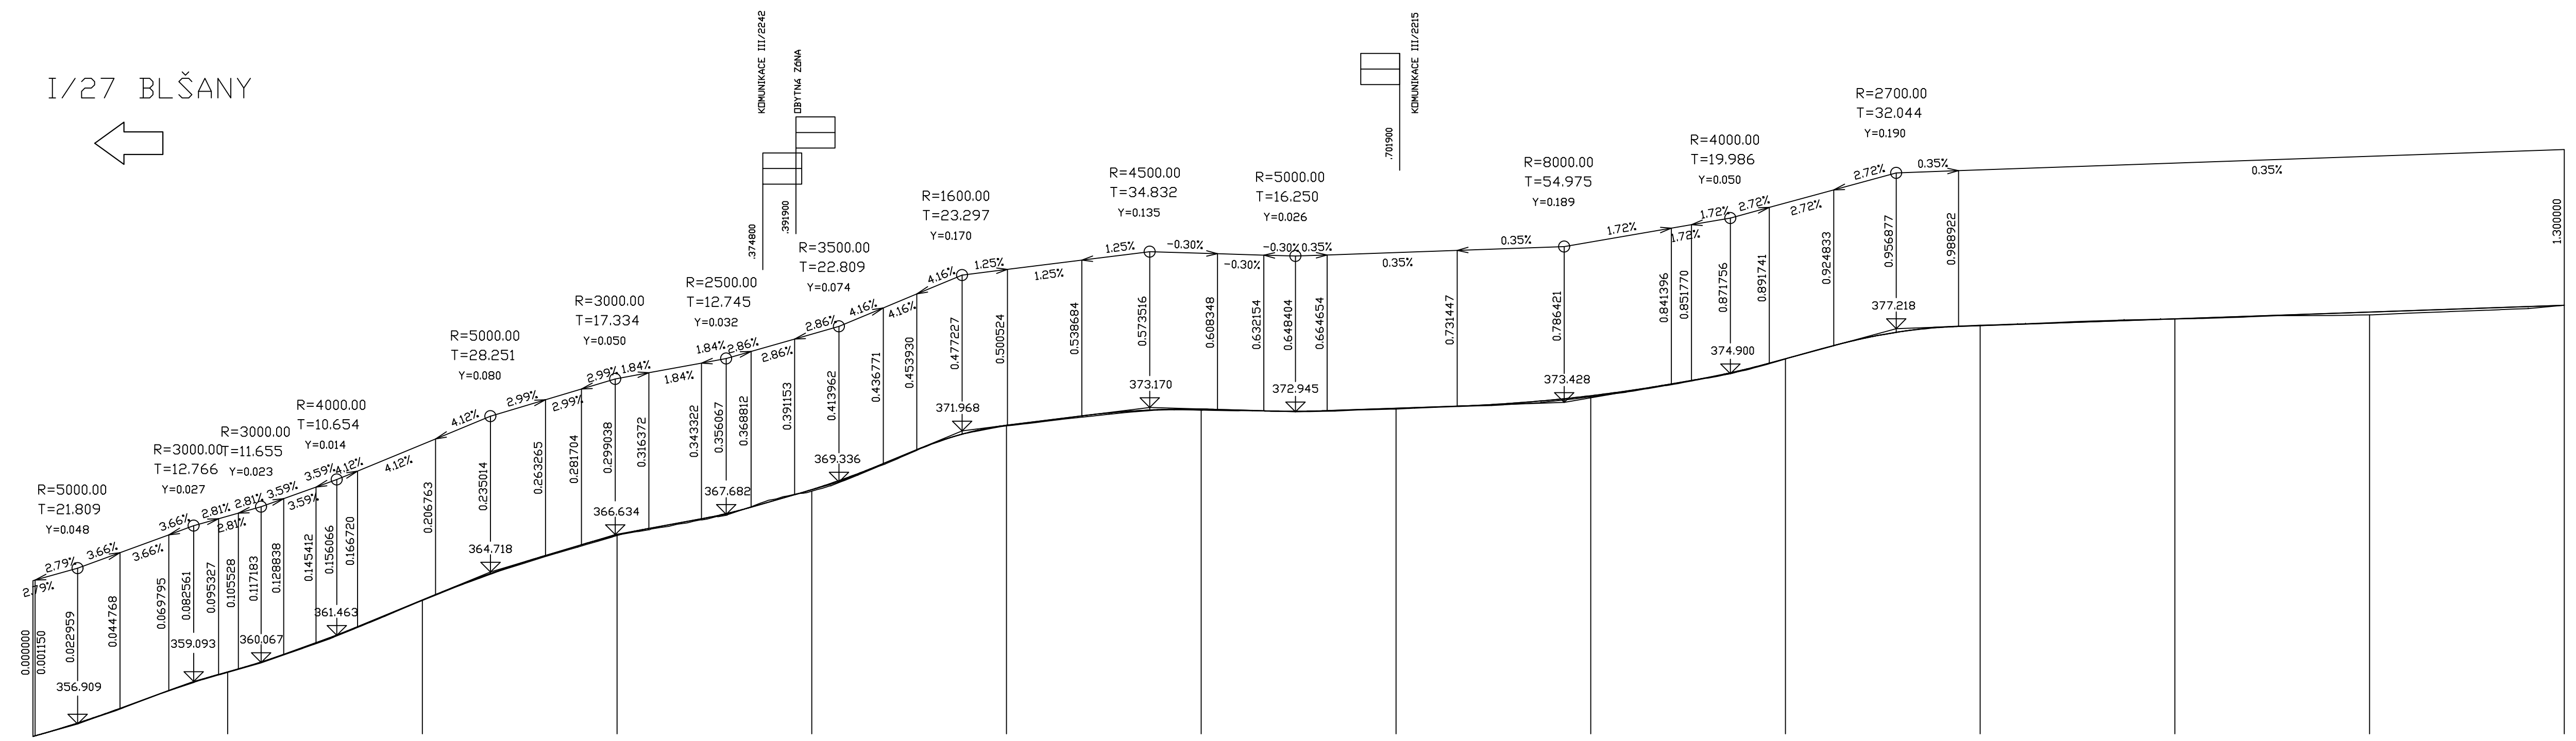 I/27 BLŠANY
KOMUNIKACE III/2242
OBYTNÁ ZÓNA
KOMUNIKACE III/2215
.374800
.391900
.701900
R=5000.00
T=21.809
Y=0.048
R=3000.00
T=12.766
Y=0.027
R=3000.00
T=11.655
Y=0.023
R=4000.00
T=10.654
Y=0.014
R=5000.00
T=28.251
Y=0.080
R=3000.00
T=17.334
Y=0.050
R=2500.00
T=12.745
Y=0.032
R=3500.00
T=22.809
Y=0.074
R=1600.00
T=23.297
Y=0.170
R=4500.00
T=34.832
Y=0.135
R=5000.00
T=16.250
Y=0.026
R=8000.00
T=54.975
Y=0.189
R=4000.00
T=19.986
Y=0.050
R=2700.00
T=32.044
Y=0.190
2.79%
2.79%
3.66%
3.66%
3.66%
2.81%
2.81%
2.81%
3.59%
3.59%
3.59%
4.12%
4.12%
4.12%
2.99%
2.99%
2.99%
1.84%
1.84%
1.84%
2.86%
2.86%
2.86%
4.16%
4.16%
4.16%
1.25%
1.25%
1.25%
-0.30%
-0.30%
-0.30%
0.35%
0.35%
0.35%
1.72%
1.72%
1.72%
2.72%
2.72%
2.72%
0.35%
0.35%
0.000000
0.001150
0.022959
0.044768
0.069795
0.082561
0.095327
0.105528
0.117183
0.128838
0.145412
0.156066
0.166720
0.206763
0.235014
0.263265
0.281704
0.299038
0.316372
0.343322
0.356067
0.368812
0.391153
0.413962
0.436771
0.453930
0.477227
0.500524
0.538684
0.573516
0.608348
0.632154
0.648404
0.664654
0.731447
0.786421
0.841396
0.851770
0.871756
0.891741
0.924833
0.956877
0.988922
1.300000
356.909
359.093
360.067
361.463
364.718
366.634
367.682
369.336
371.968
373.170
372.945
373.428
374.900
377.218